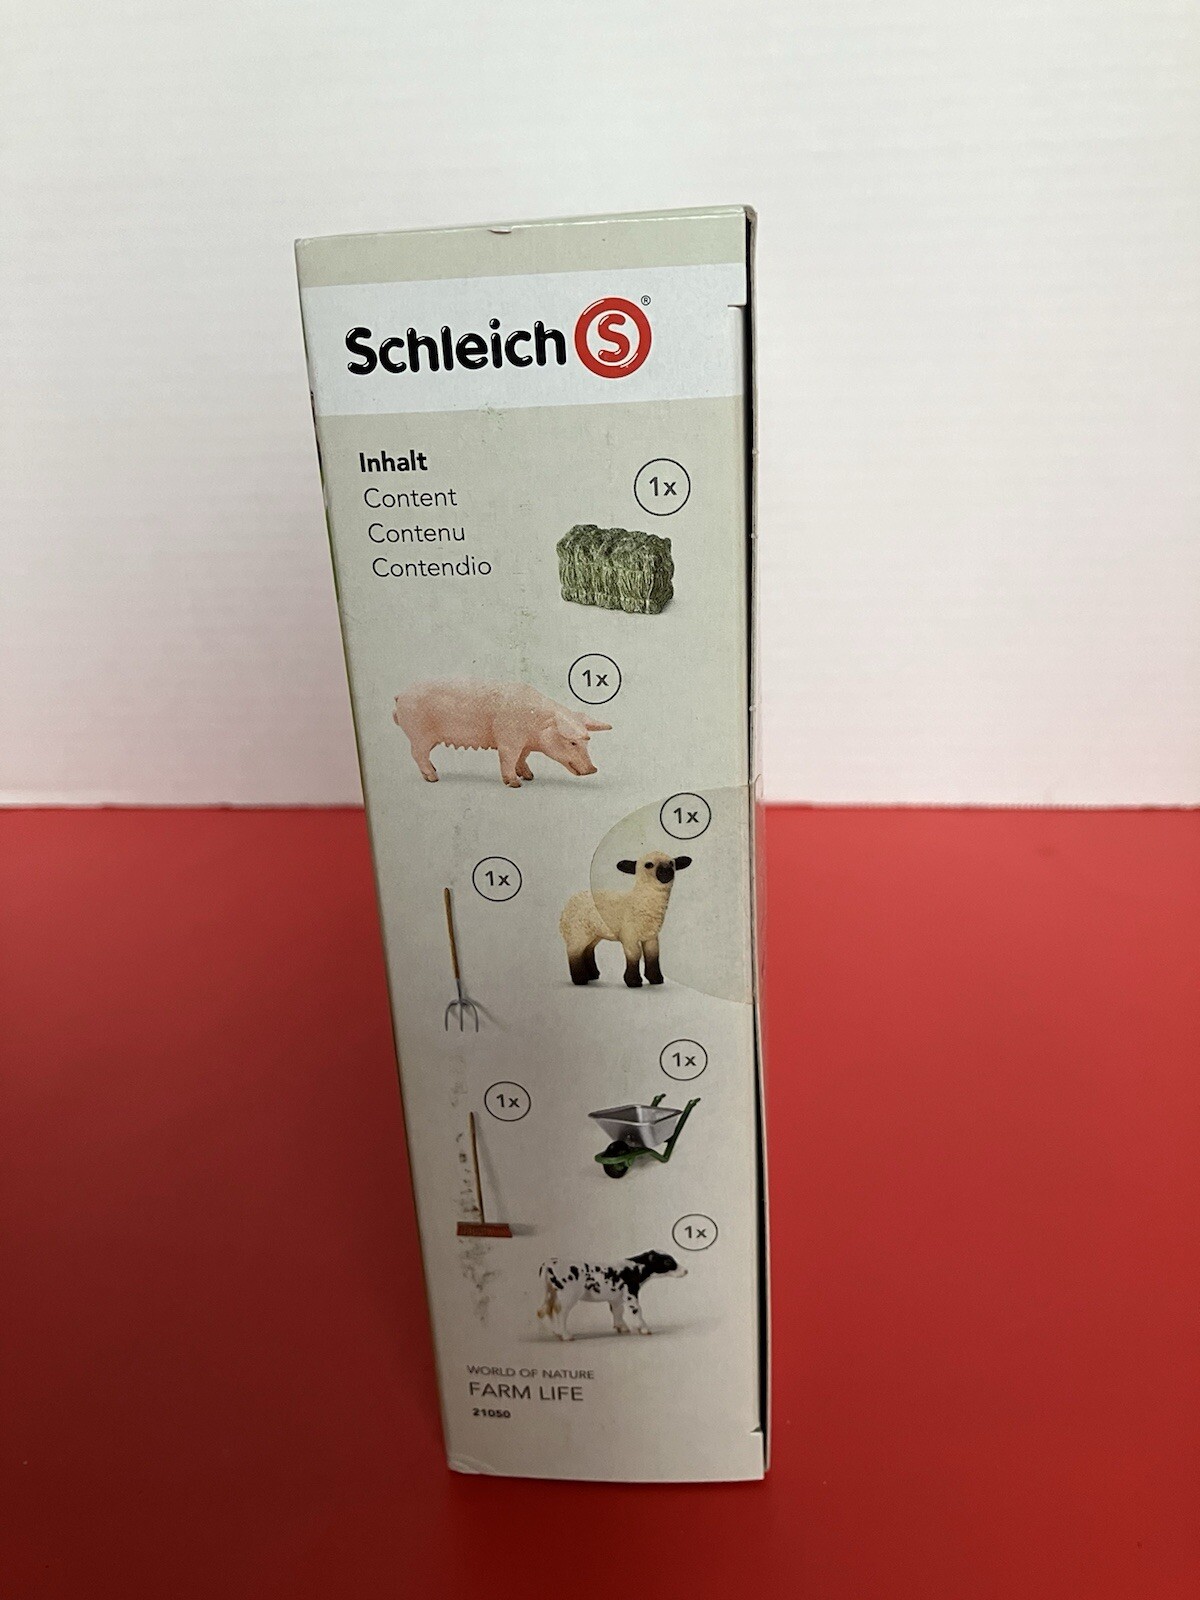 Schleich S ®
Inhalt
Content
Contenu
Contendio
1x
1x
1x
1x
1x
1x
1x
WORLD OF NATURE
FARM LIFE
21050